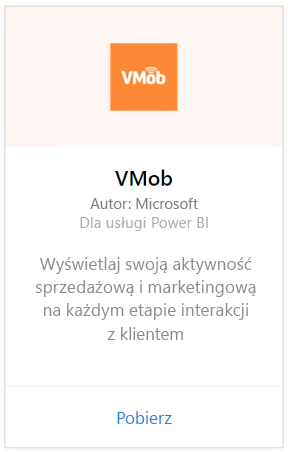 VMob
VMob
Autor: Microsoft
Dla usługi Power BI
Wyświetlaj swoją aktywność
sprzedażową i marketingową
na każdym etapie interakcji
z klientem
Pobierz